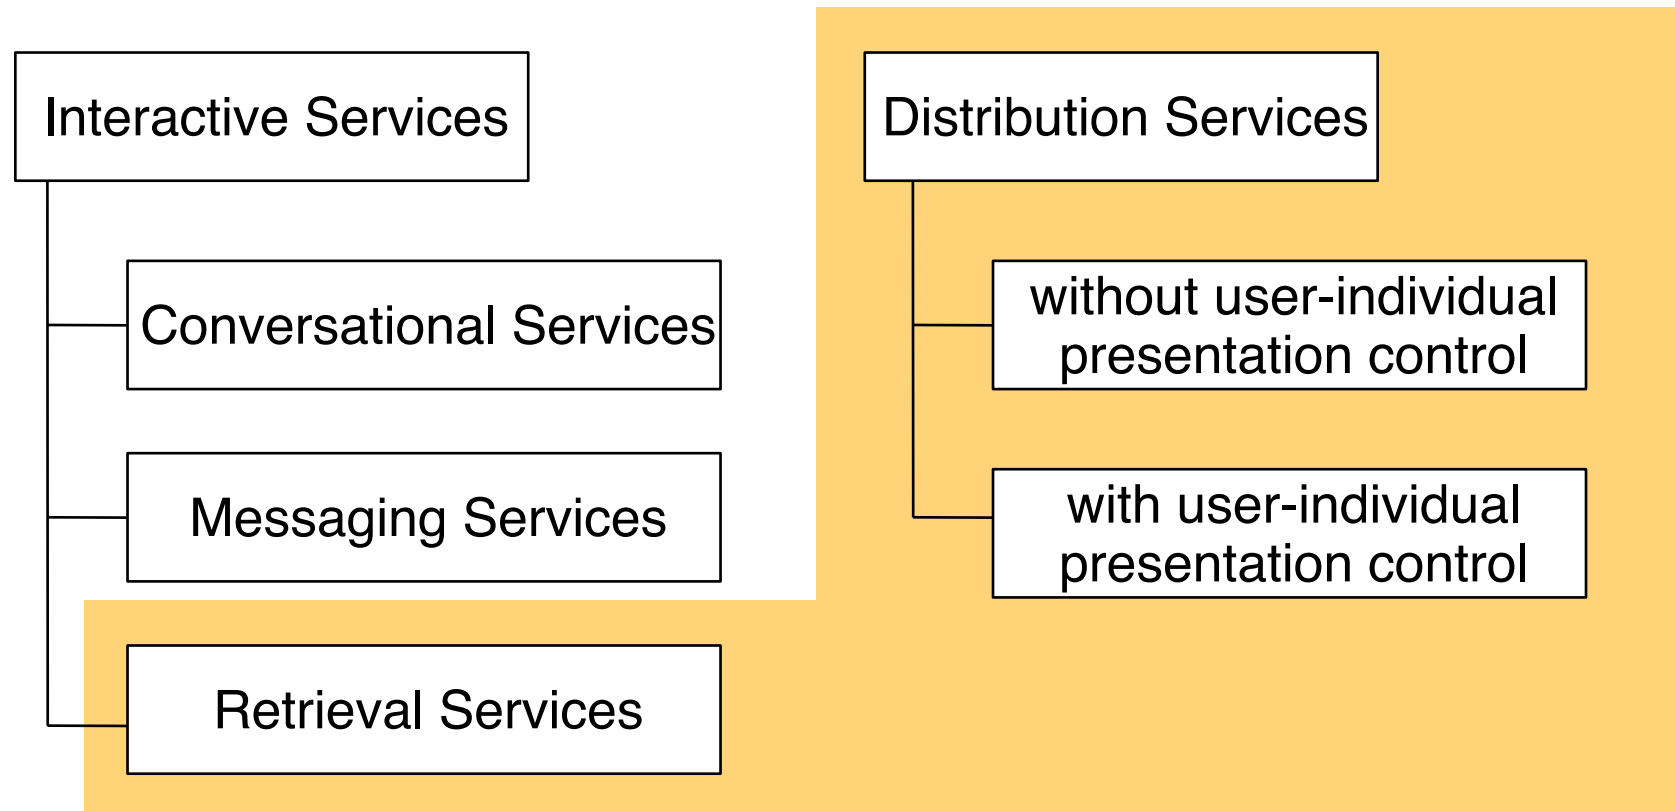 Interactive Services
Conversational Services
Messaging Services
Retrieval Services
Distribution Services
without user-individual
presentation control
with user-individual
presentation control